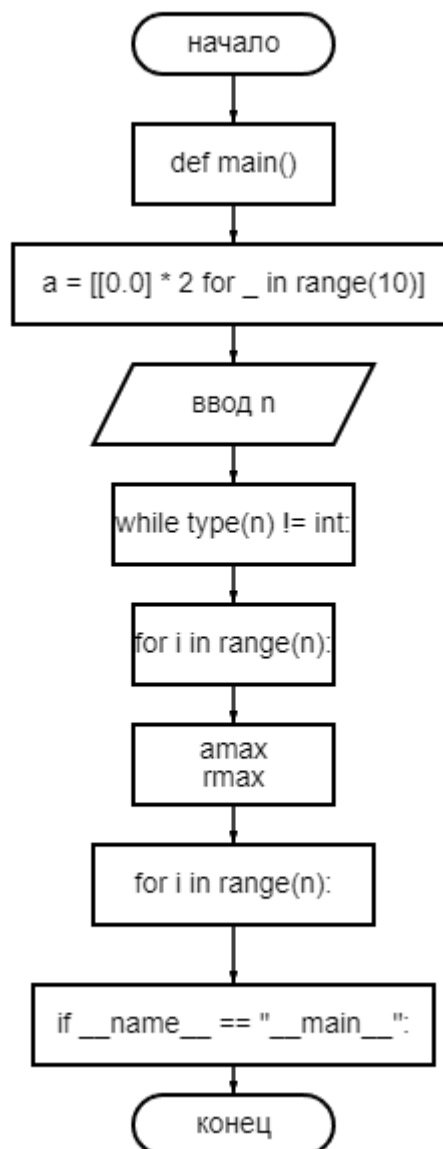 начало
def main()
a = [[0.0] * 2 for _ in range(10)]
ввод n
while type(n) != int:
for i in range(n):
amax
rmax
for i in range(n):
if __name__ == "__main__":
конец